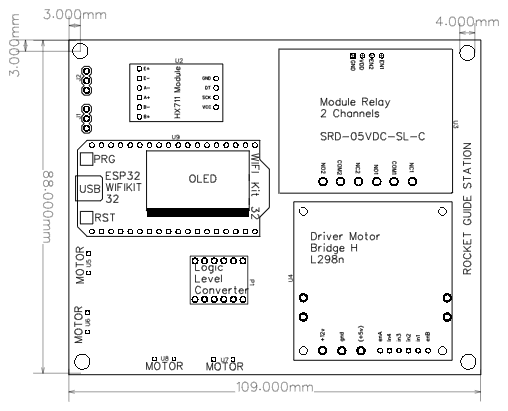 3.000mm
4.000mm
3.000mm
88.000mm
109.000mm
J2
J1
U2
HX711 Module
E+
E-
A-
A+
B-
B+
GND
DT
SCK
VCC
GND
VDD
EN2
EN1
Module Relay
2 Channels
SRD-05VDC-SL-C
U3
NO2
COM2
NC2
NO1
COM1
NC1
U9
PRG
USB
ESP32
WIFIKIT
32
RST
OLED
WIFI Kit 32
ROCKET GUIDE STATION
Driver Motor
Bridge H
L298n
U4
+12v
gnd
(+5v)
enA
in4
in3
in2
in1
enB
Logic
Level
Converter
P1
MOTOR
U5
MOTOR
U6
U8
MOTOR
U7
MOTOR